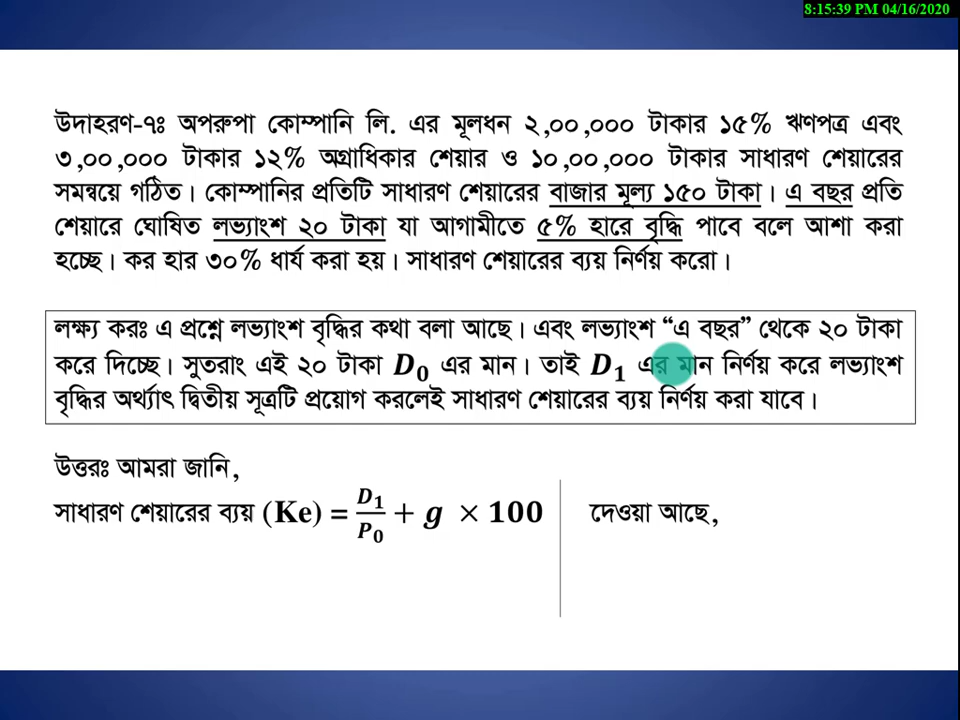 8:15:39 PM 04/16/2020
উদাহরণ-৭ঃ অপরুপা কোম্পানি লি. এর মূলধন ২,০০,০০০ টাকার ১৫% ঋণপত্র এবং
৩,০০,০০০ টাকার ১২% অগ্রাধিকার শেয়ার ও ১০,০০,০০০ টাকার সাধারণ শেয়ারের
সমন্বয়ে গঠিত। কোম্পানির প্রতিটি সাধারণ শেয়ারের বাজার মূল্য ১৫০ টাকা। এ বছর প্রতি
শেয়ারে ঘোষিত লভ্যাংশ ২০ টাকা যা আগামীতে ৫% হারে বৃদ্ধি পাবে বলে আশা করা
হচ্ছে। কর হার ৩০% ধার্য করা হয়। সাধারণ শেয়ারের ব্যয় নির্ণয় করো।
লক্ষ্য করঃ এ প্রশ্নে লভ্যাংশ বৃদ্ধির কথা বলা আছে। এবং লভ্যাংশ “এ বছর” থেকে ২০ টাকা
করে দিচ্ছে। সুতরাং এই ২০ টাকা D₀ এর মান। তাই D₁ এর মান নির্ণয় করে লভ্যাংশ
বৃদ্ধির অর্থ্যাৎ দ্বিতীয় সূত্রটি প্রয়োগ করলেই সাধারণ শেয়ারের ব্যয় নির্ণয় করা যাবে।
উত্তরঃ আমরা জানি,
সাধারণ শেয়ারের ব্যয় (Ke) = D₁/P₀ + g × 100
দেওয়া আছে,